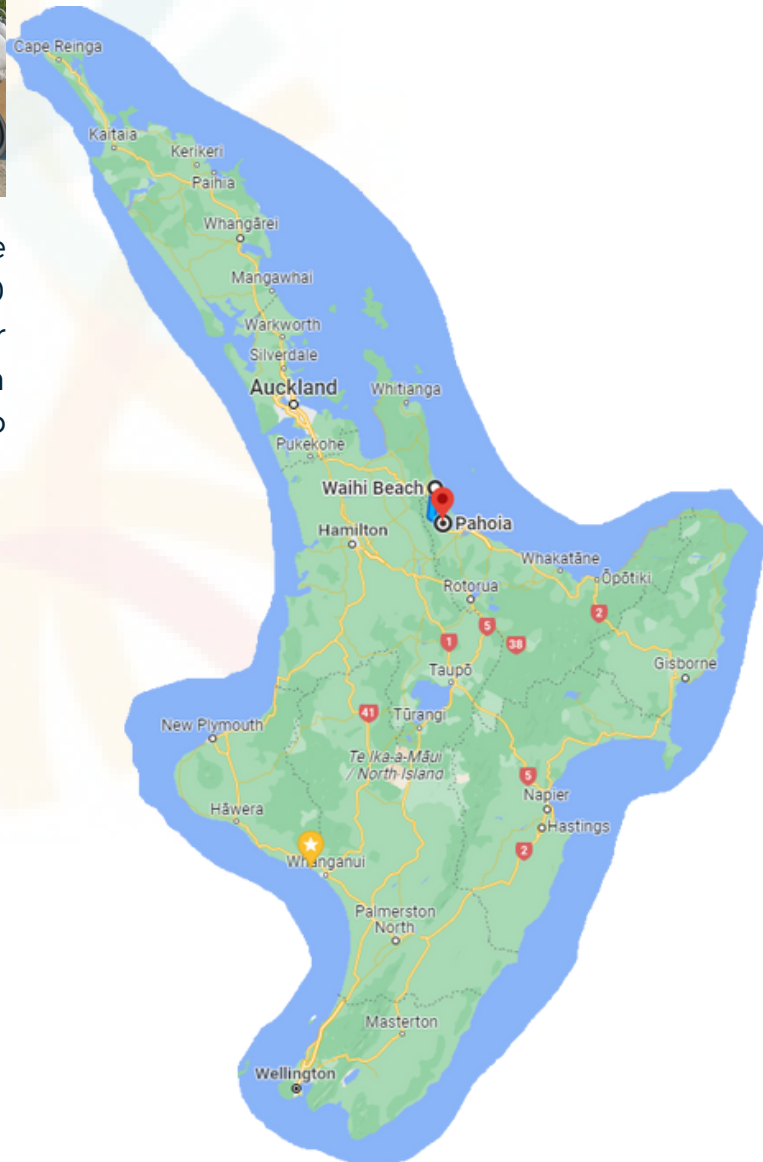 Cape Reinga
Kaitaia
Kerikeri
Paihia
Whangārei
e
)
Mangawhai
r
Warkworth
Silverdale
Auckland
Whitianga
Pukekohe
Waihi Beach
Pahoia
Hamilton
Whakatāne
Ōpōtiki
Rotorua
2
5
1
38
Gisborne
Taupō
41
Tūrangi
New Plymouth
Te Ika-a-Māui
/ North Island
5
Napier
Hāwera
Hastings
2
Whanganui
Palmerston
North
Masterton
Wellington